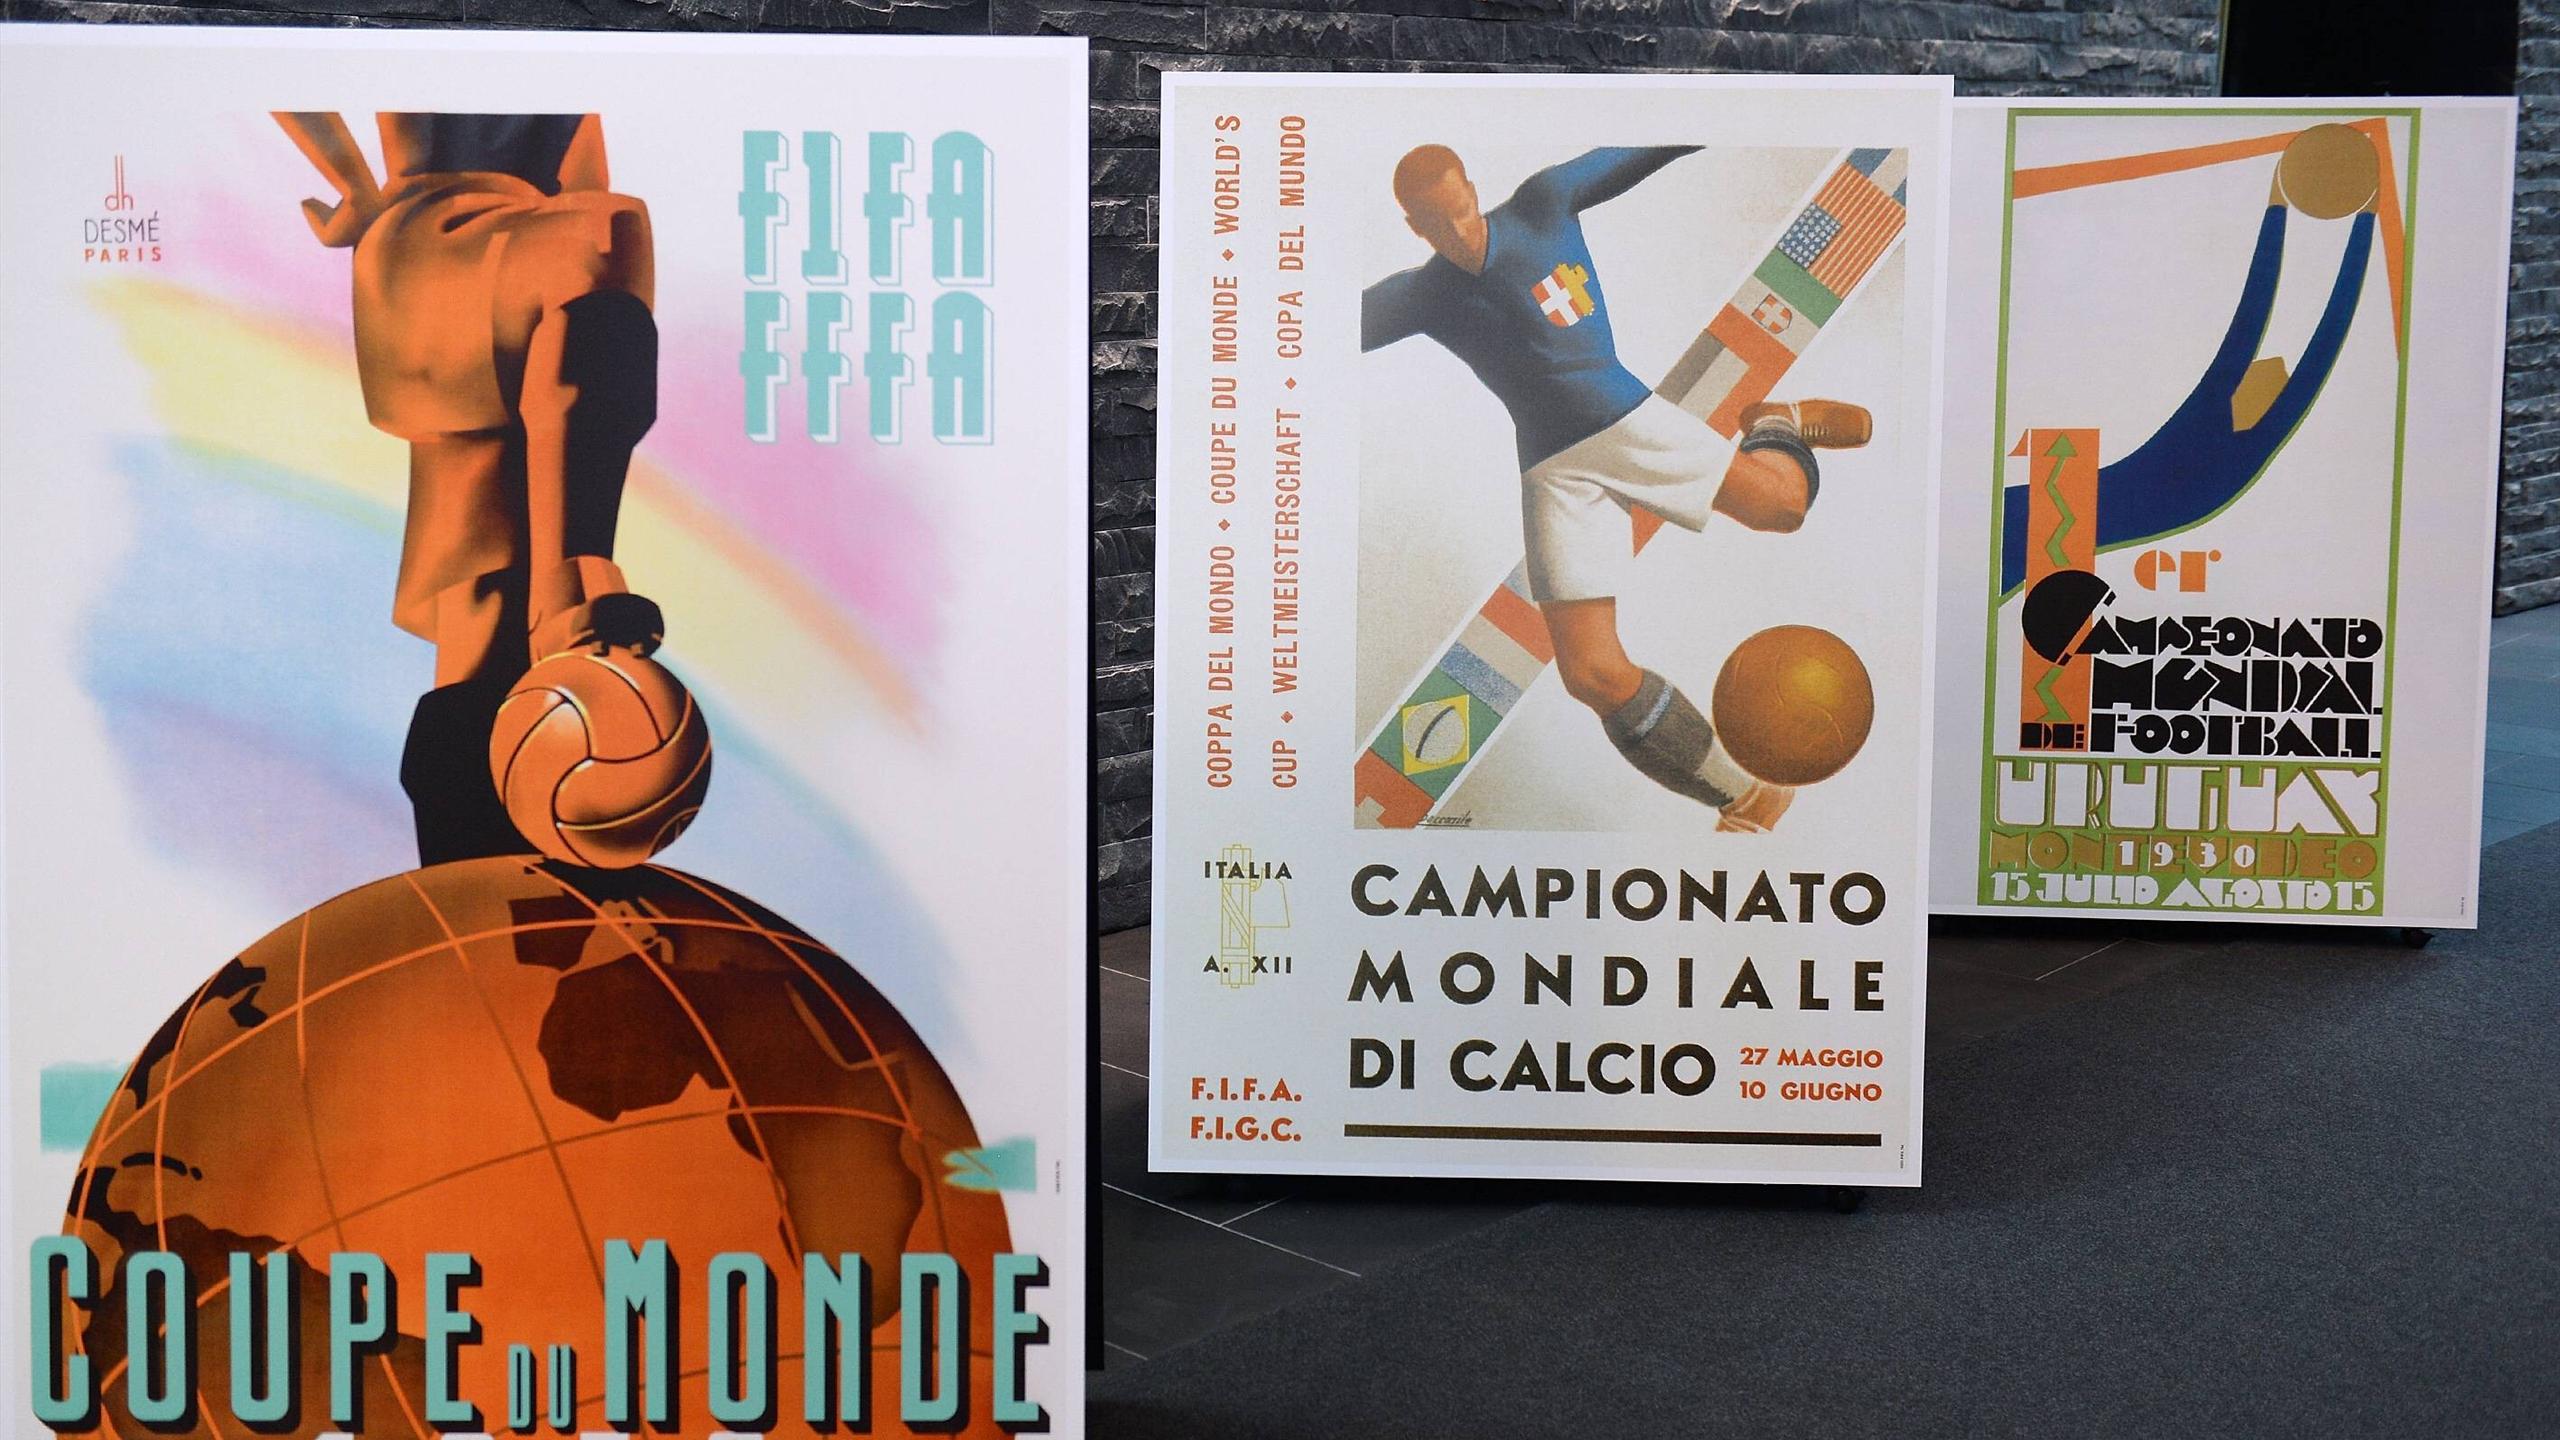 dh
DESMÉ
PARIS
F1FA
FFFA
COUPE DU MONDE
COPPA DEL MONDO ◆ COUPE DU MONDE ◆ WORLD'S
CUP ◆ WELTMEISTERSCHAFT ◆ COPA DEL MUNDO
ITALIA
A. XII
F.I.F.A.
F.I.G.C.
CAMPIONATO
MONDIALE
DI CALCIO
27 MAGGIO
10 GIUGNO
1er
CAMPEONATO
MUNDIAL
DE FOOTBALL
URUGUAY
MONTEVIDEO
1930
15 JULIO AGOSTO 15